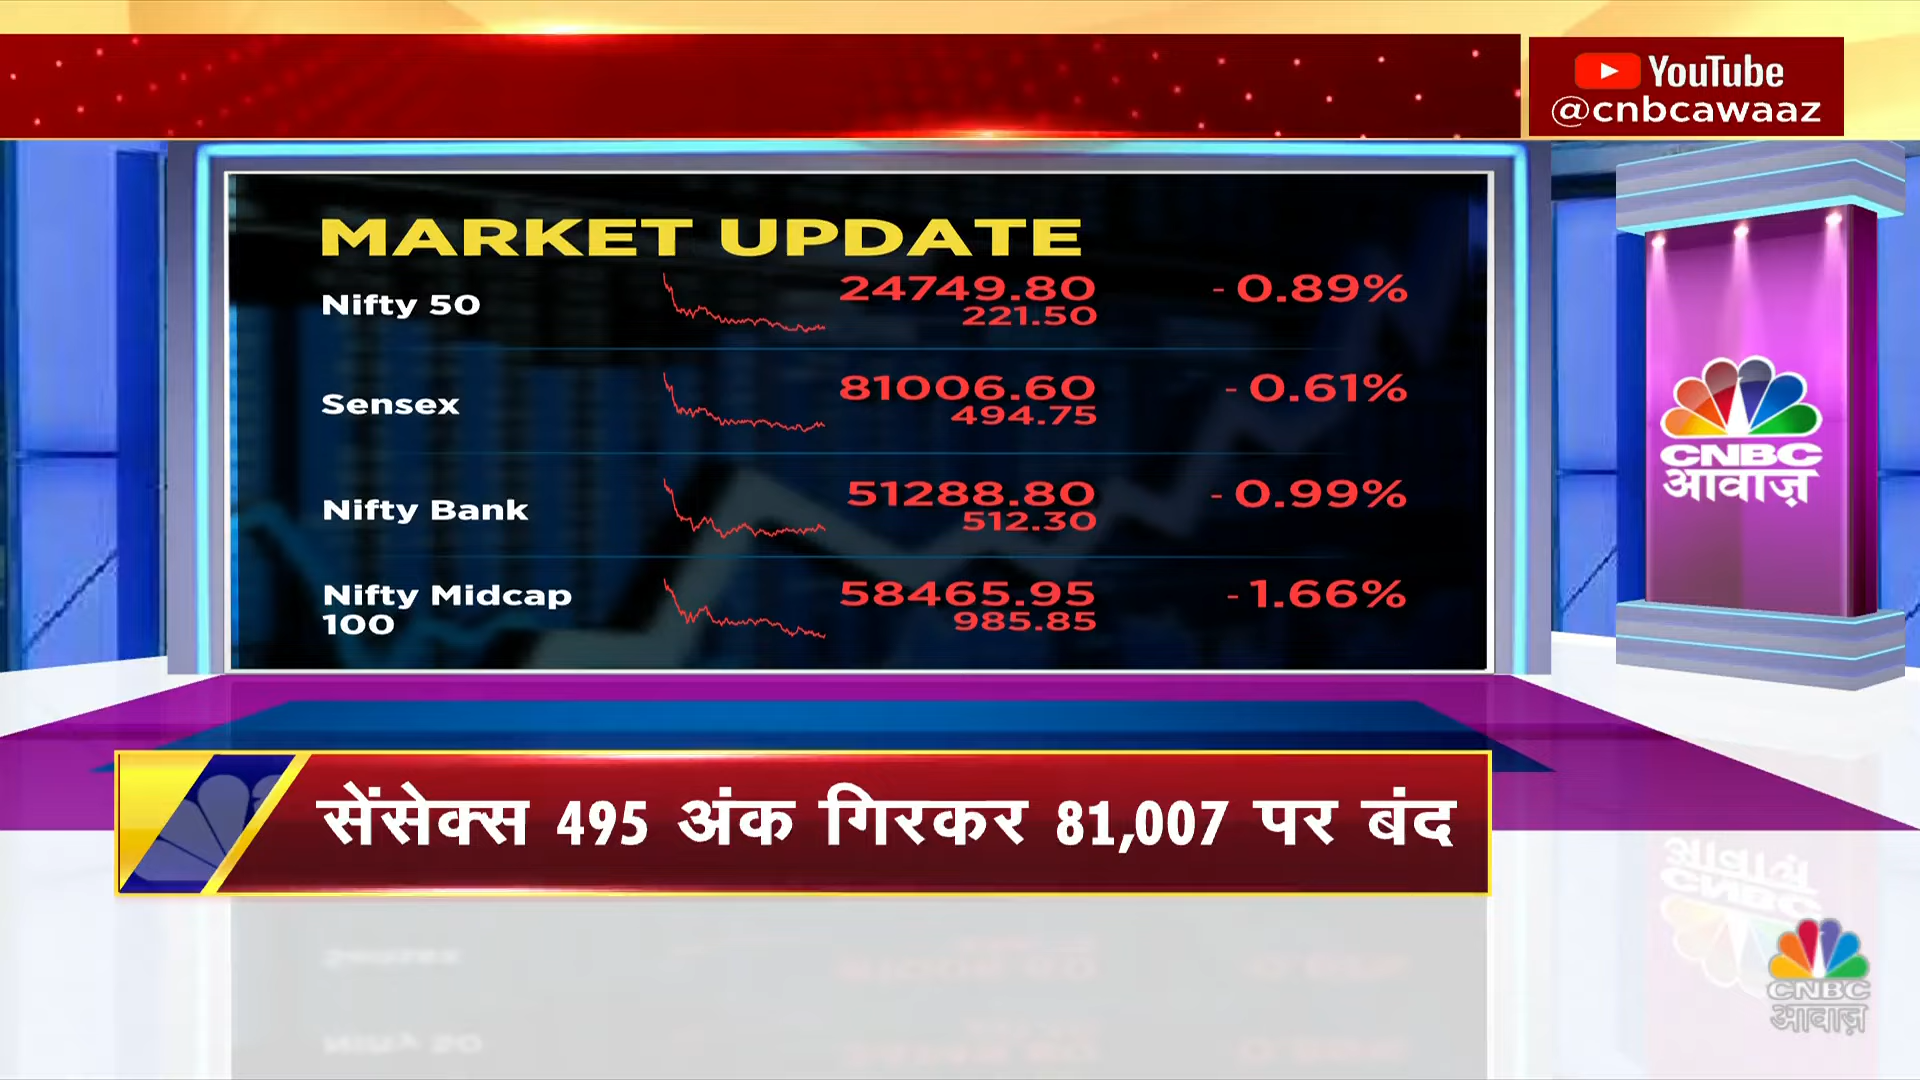 YouTube
@cnbcawaaz
MARKET UPDATE
Nifty 50 24749.80 -0.89%
221.50
Sensex 81006.60 -0.61%
494.75
Nifty Bank 51288.80 -0.99%
512.30
Nifty Midcap 58465.95 -1.66%
100 985.85
CNBC
आवाज़
सेंसेक्स 495 अंक गिरकर 81,007 पर बंद
CNBC
आवाज़